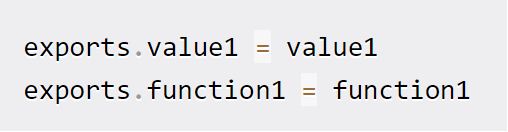 exports.value1 = value1
exports.function1 = function1